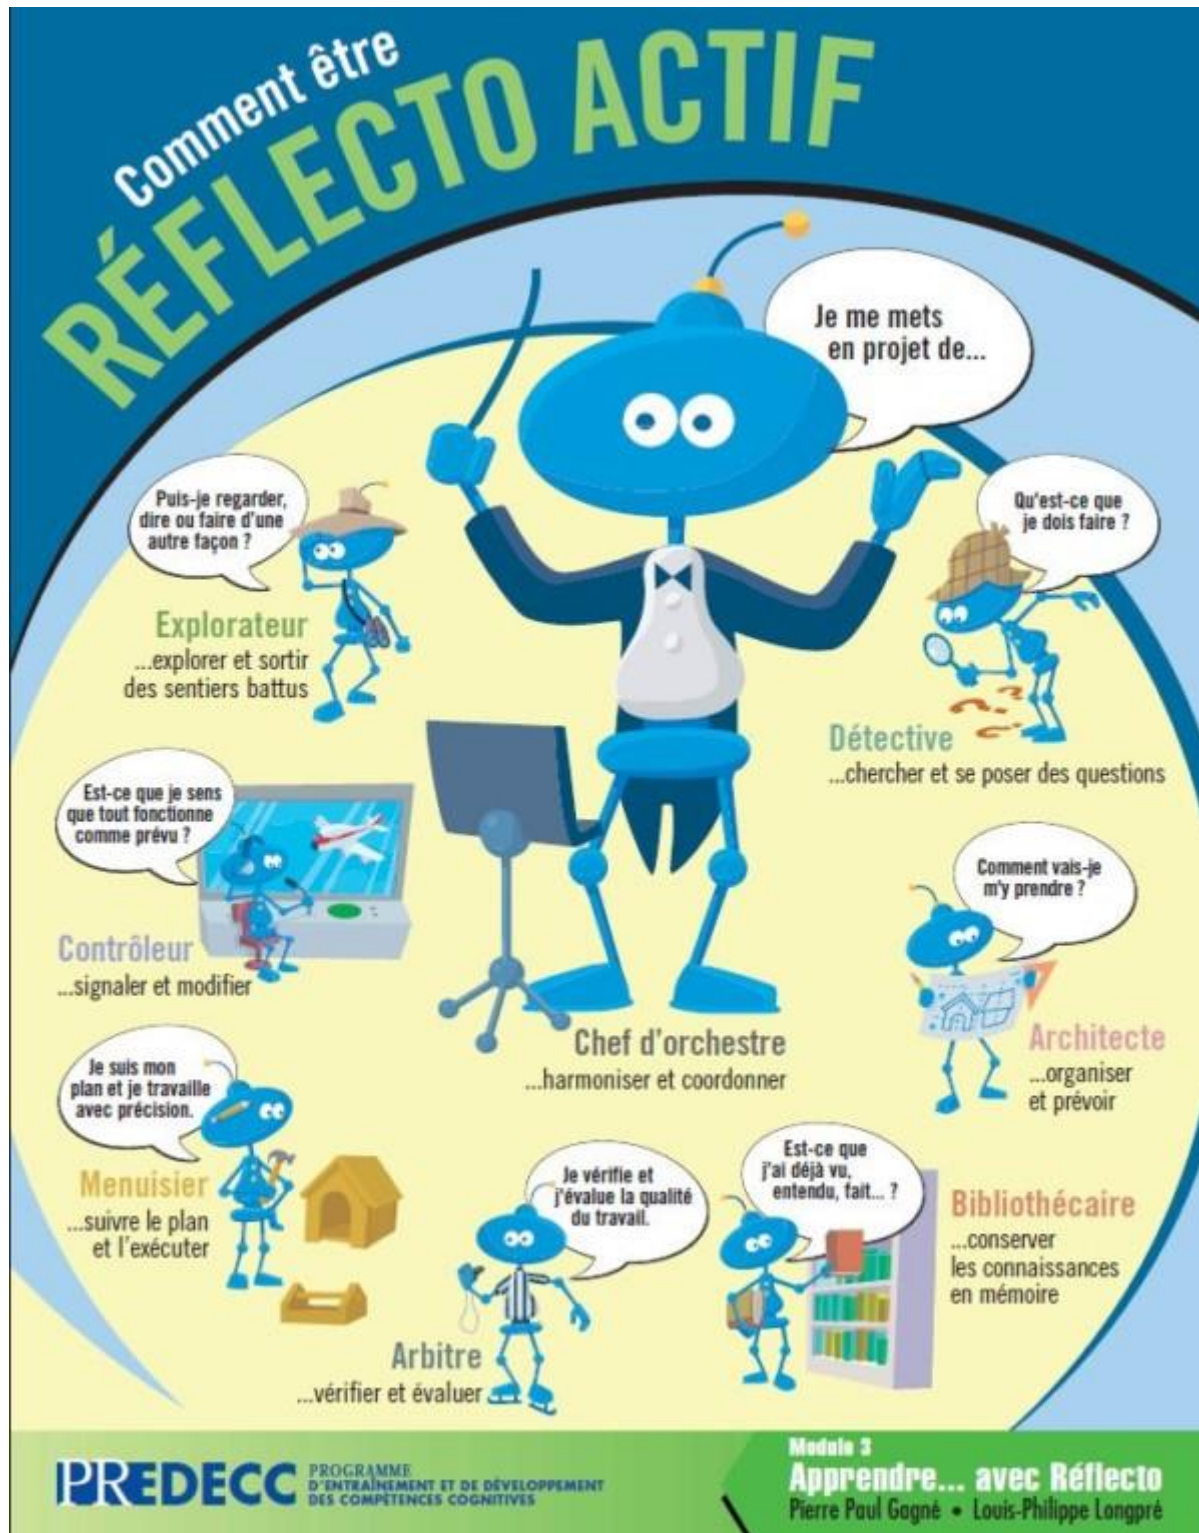 Comment être
RÉFLECTO ACTIF
Je me mets
en projet de...
Puis-je regarder,
dire ou faire d'une
autre façon ?
Explorateur
...explorer et sortir
des sentiers battus
Qu'est-ce que
je dois faire ?
Détective
...chercher et se poser des questions
Est-ce que je sens
que tout fonctionne
comme prévu ?
Contrôleur
...signaler et modifier
Comment vais-je
m'y prendre ?
Architecte
...organiser
et prévoir
Chef d'orchestre
...harmoniser et coordonner
Je suis mon
plan et je travaille
avec précision.
Menuisier
...suivre le plan
et l'exécuter
Je vérifie et
j'évalue la qualité
du travail.
Arbitre
...vérifier et évaluer
Est-ce que
j'ai déjà vu,
entendu, fait... ?
Bibliothécaire
...conserver
les connaissances
en mémoire
PREDECC
PROGRAMME
D'ENTRAÎNEMENT ET DE DÉVELOPPEMENT
DES COMPÉTENCES COGNITIVES
Module 3
Apprendre... avec Réflecto
Pierre Paul Gagné • Louis-Philippe Longpré